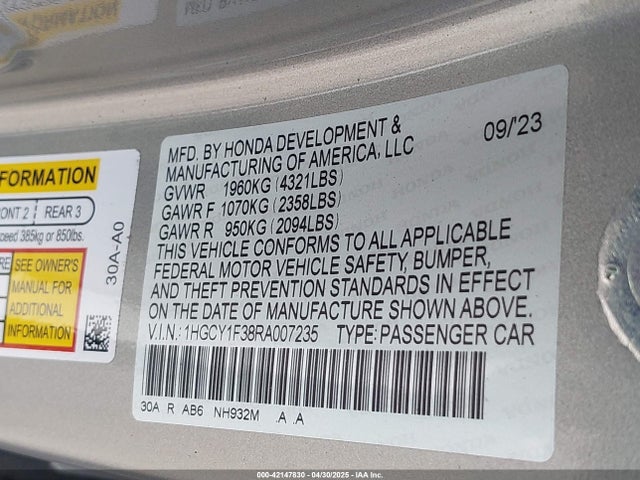 MFD. BY HONDA DEVELOPMENT &
MANUFACTURING OF AMERICA, LLC
09/'23
GVWR 1960KG (4321LBS)
GAWR F 1070KG (2358LBS)
GAWR R 950KG (2094LBS)
THIS VEHICLE CONFORMS TO ALL APPLICABLE
FEDERAL MOTOR VEHICLE SAFETY, BUMPER,
AND THEFT PREVENTION STANDARDS IN EFFECT
ON THE DATE OF MANUFACTURE SHOWN ABOVE.
V.I.N.: 1HGCY1F38RA007235 TYPE: PASSENGER CAR
30A R AB6 NH932M .A .A
FORMATION
ONT 2 REAR 3
xceed 385kg or 850lbs.
RE
SEE OWNER'S
MANUAL FOR
ADDITIONAL
INFORMATION
30A-A0
000-42147830 - 04/30/2025 - IAA Inc.